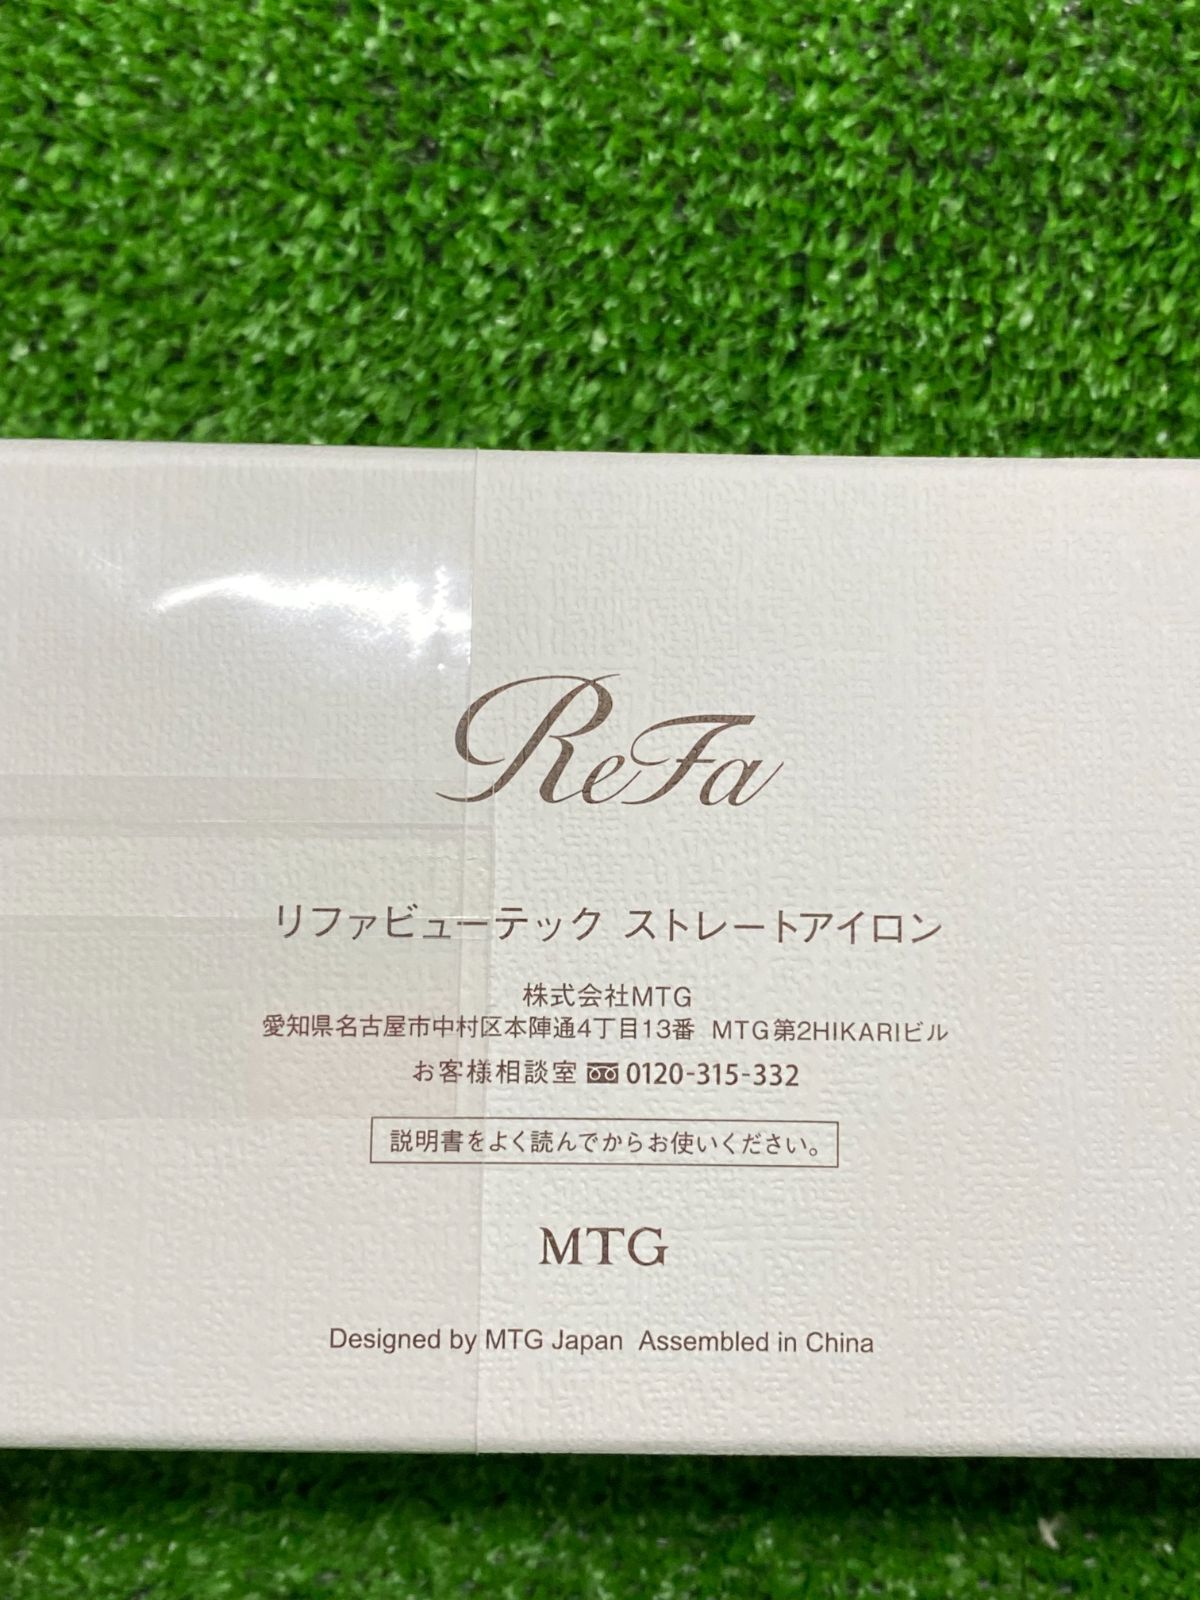 ReFa
リファビューテック ストレートアイロン
株式会社MTG
愛知県名古屋市中村区本陣通4丁目13番 MTG第2HIKARIビル
お客様相談室 0120-315-332
説明書をよく読んでからお使いください。
MTG
Designed by MTG Japan Assembled in China